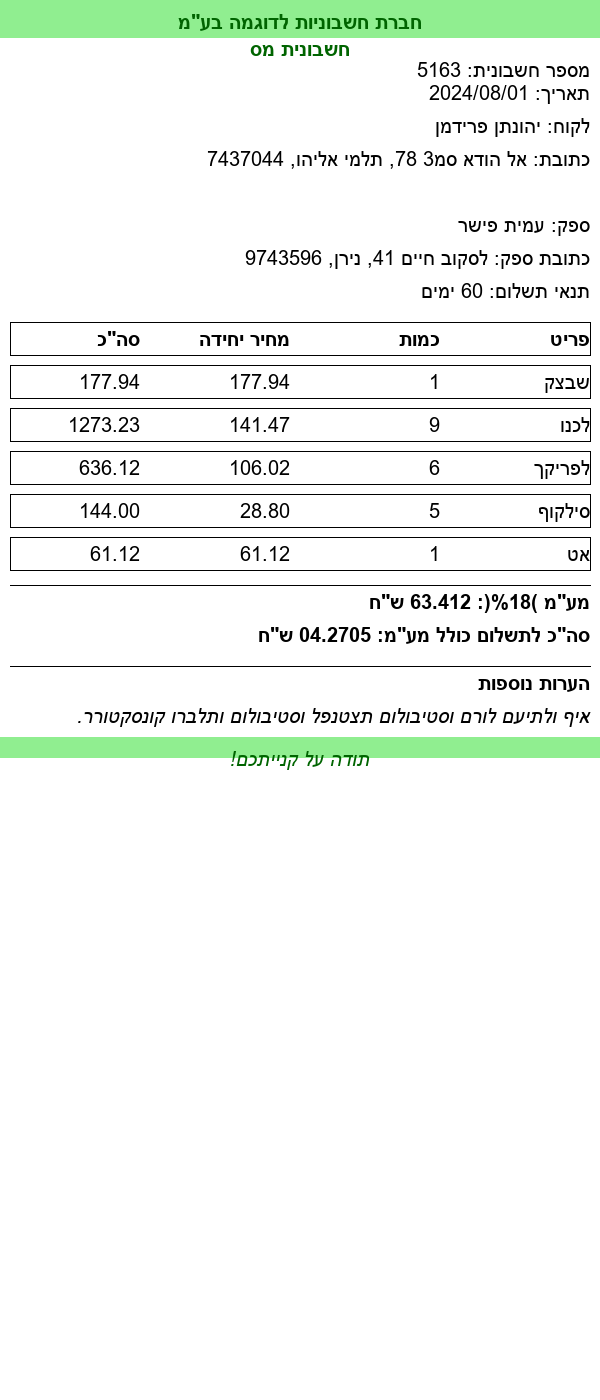 חברת חשבוניות לדוגמה בע"מ
חשבונית מס
מספר חשבונית: 5163
תאריך: 2024/08/01
לקוח: יהונתן פרידמן
כתובת: אל הודא סמ3 78, תלמי אליהו, 7437044
ספק: עמית פישר
כתובת ספק: לסקוב חיים 41, נירן, 9743596
תנאי תשלום: 60 ימים
פריט כמות מחיר יחידה סה"כ
שבצק 1 177.94 177.94
לכנו 9 141.47 1273.23
לפריקך 6 106.02 636.12
סילקוף 5 28.80 144.00
אט 1 61.12 61.12
מע"מ )18%(: 63.412 ש"ח
סה"כ לתשלום כולל מע"מ: 04.2705 ש"ח
הערות נוספות
איף ולתיעם לורם וסטיבולום תצטנפל וסטיבולום ותלברו קונסקטורר.
תודה על קנייתכם!